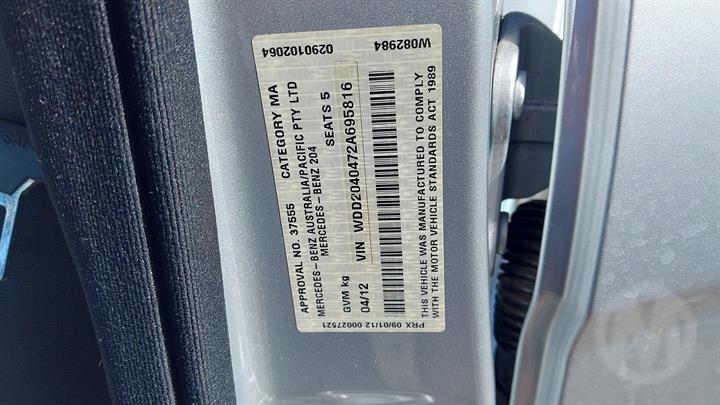 0290102064 W082984
APPROVAL NO. 37555 CATEGORY MA
MERCEDES-BENZ AUSTRALIA/PACIFIC PTY LTD
MERCEDES-BENZ 204 SEATS 5
GVM kg VIN WDD2040472A695816
04/12
THIS VEHICLE WAS MANUFACTURED TO COMPLY
WITH THE MOTOR VEHICLE STANDARDS ACT 1989
PRX 09/01/12 00027521